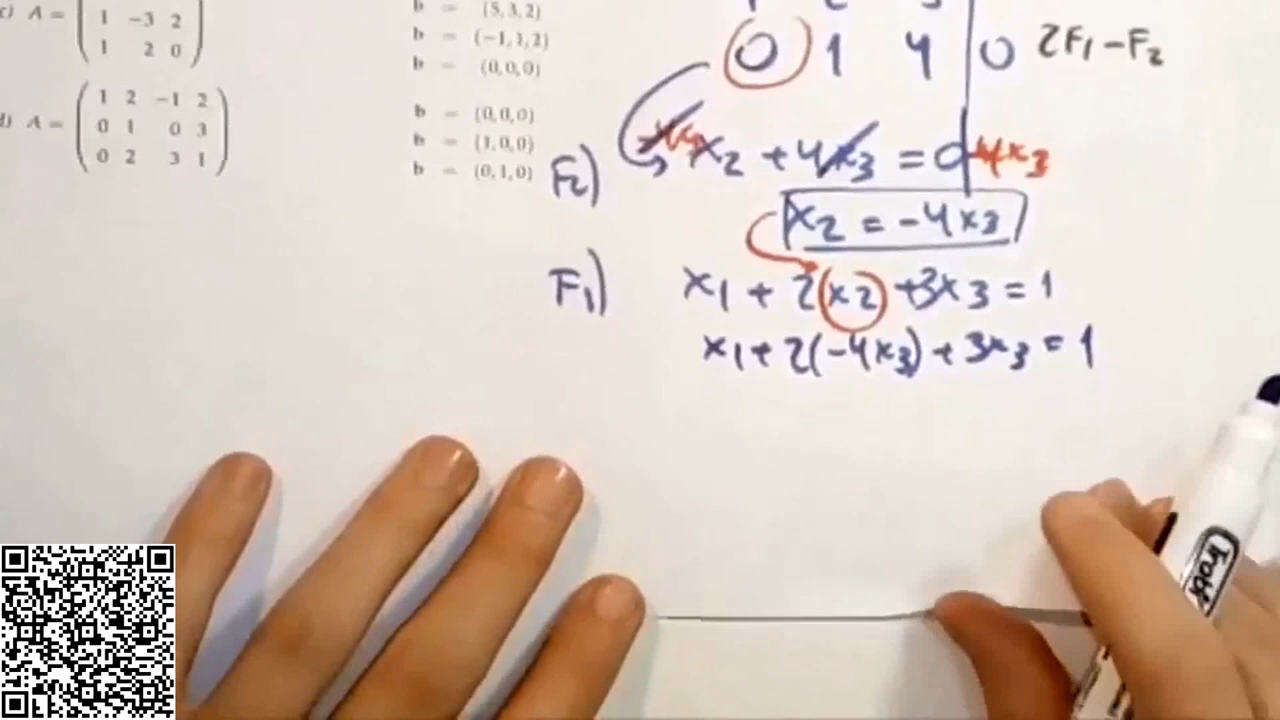 c) A = ( 1 -3 2
1 2 0 )
b = (5,3,2)
b = (-1,1,2)
b = (0,0,0)
d) A = ( 1 2 -1 2
0 1 0 3
0 2 3 1 )
b = (0,0,0)
b = (1,0,0)
b = (0,1,0)
0 1 4 | 0 2F1-F2
F2) x2 + 4x3 = 0 -4x3
x2 = -4x3
F1) x1 + 2(x2) + 3x3 = 1
x1 + 2(-4x3) + 3x3 = 1